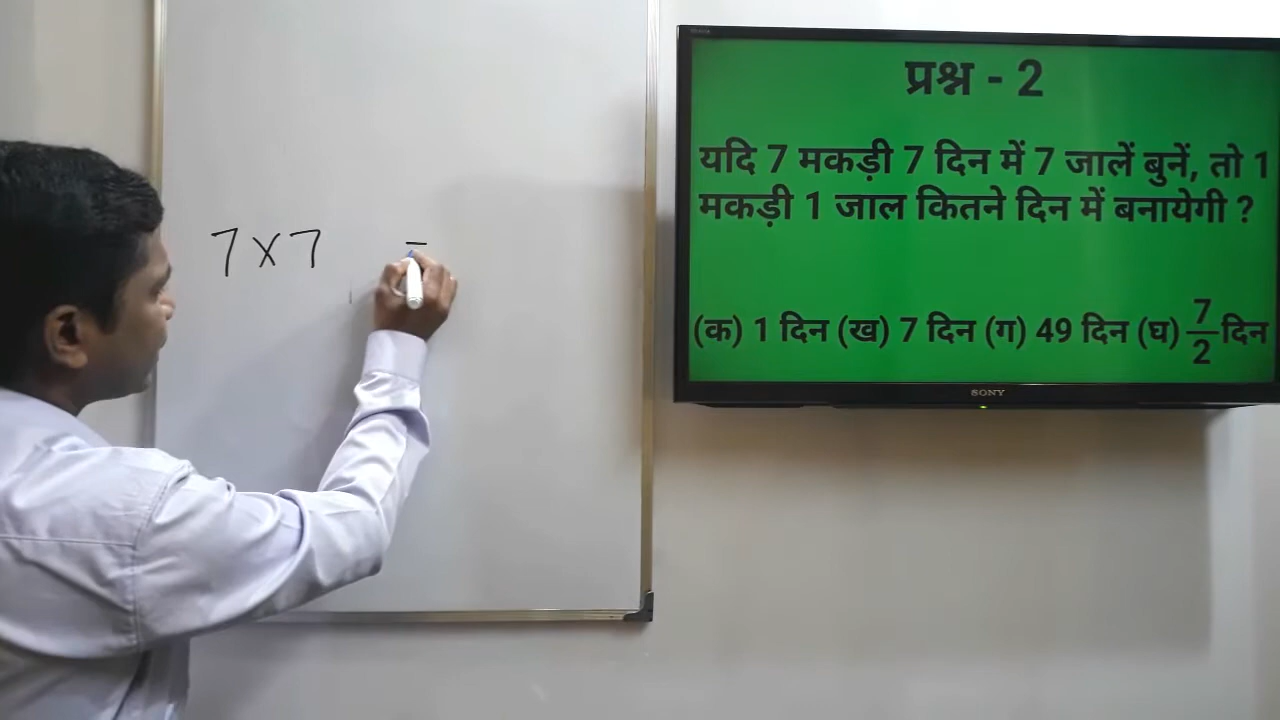 7 x 7
प्रश्न - 2
यदि 7 मकड़ी 7 दिन में 7 जालें बुनें, तो 1
मकड़ी 1 जाल कितने दिन में बनायेगी ?
(क) 1 दिन (ख) 7 दिन (ग) 49 दिन (घ) 7/2 दिन
SONY